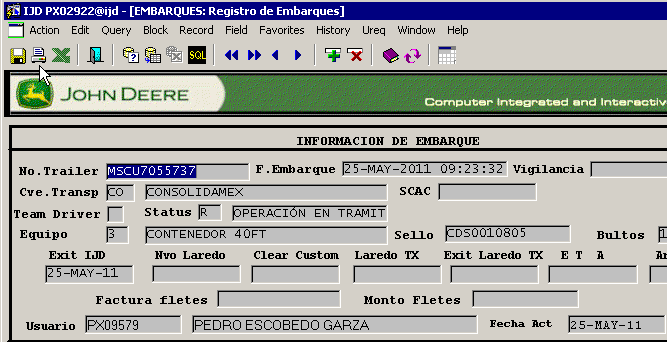 IJD PX02922@ijd - [EMBARQUES: Registro de Embarques]
Action Edit Query Block Record Field Favorites History Ureq Window Help
SQL
JOHN DEERE
Computer Integrated and Interactiv
INFORMACION DE EMBARQUE
No.Trailer MSCU7055737 F.Embarque 25-MAY-2011 09:23:32 Vigilancia
Cve.Transp CO CONSOLIDAMEX SCAC
Team Driver Status R OPERACIÓN EN TRAMIT
Equipo 3 CONTENEDOR 40FT Sello CDS0010805 Bultos 1
Exit IJD Nvo Laredo Clear Custom Laredo TX Exit Laredo TX E T A Ar
25-MAY-11
Factura fletes Monto Fletes
Usuario PX09579 PEDRO ESCOBEDO GARZA Fecha Act 25-MAY-11